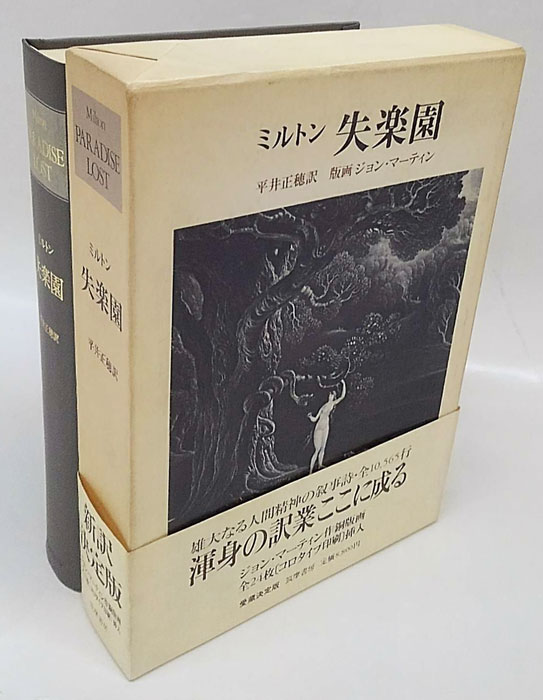 ミルトン 失楽園
平井正穂訳 版画 ジョン・マーティン
雄大なる人間精神の叙事詩・全10,565行
渾身の訳業ここに成る
ジョン・マーティン作銅版画
全24枚〔コロタイプ印刷〕挿入
愛蔵決定版 筑摩書房
Milton
PARADISE
LOST
ミルトン
失楽園
平井正穂訳
新訳
決定版
Milton
PARADISE
LOST
ミルトン
失楽園